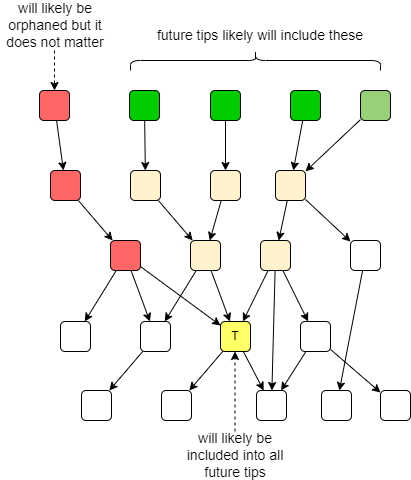 will likely be
orphaned but it
does not matter
future tips likely will include these
T
will likely be
included into all
future tips